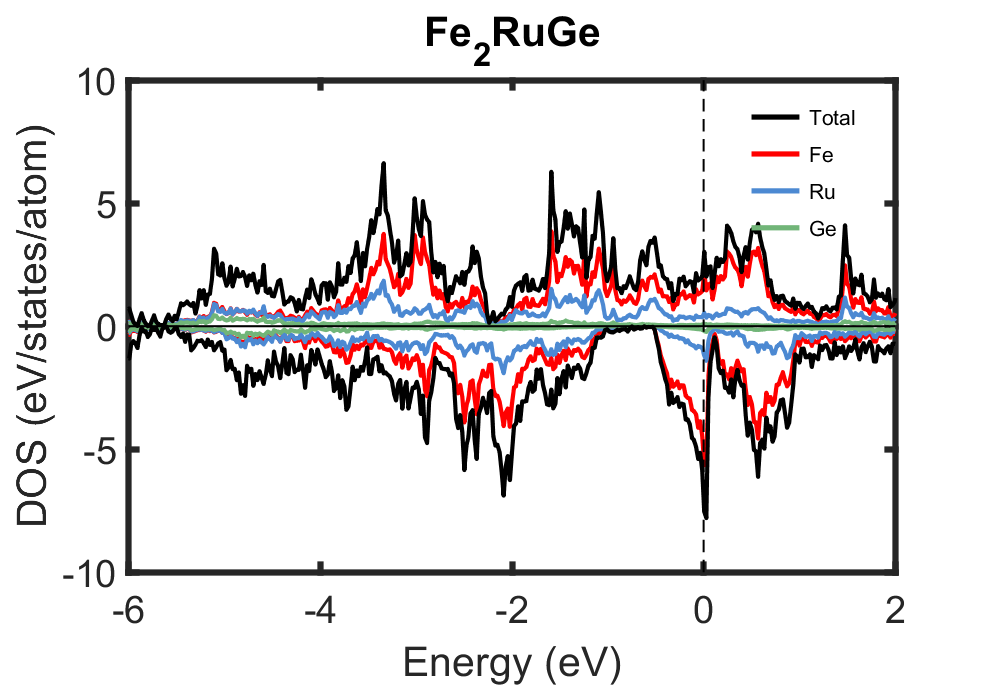 Fe2RuGe
10
5
0
-5
-10
DOS (eV/states/atom)
Total
Fe
Ru
Ge
-6 -4 -2 0 2
Energy (eV)